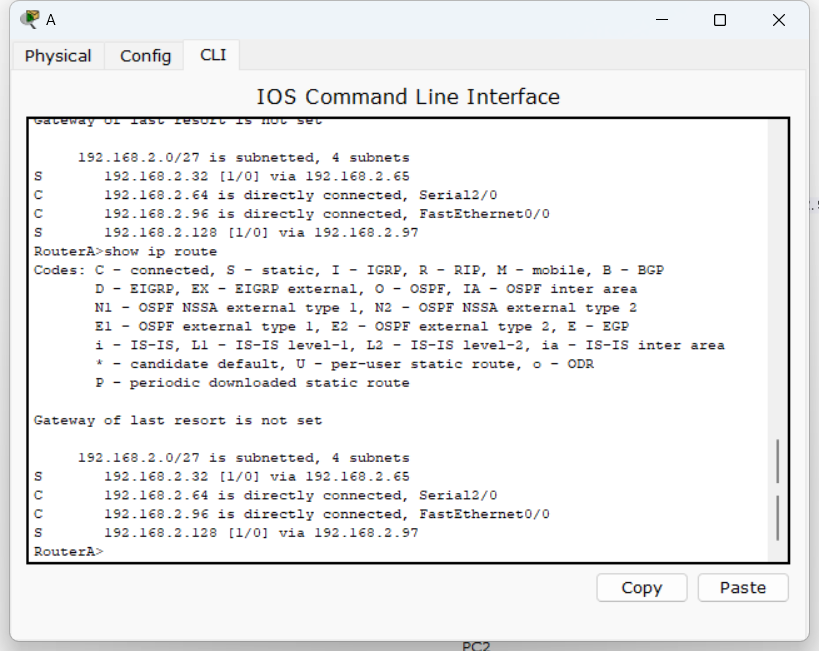 A
Physical Config CLI
IOS Command Line Interface
Gateway of last resort is not set
192.168.2.0/27 is subnetted, 4 subnets
S 192.168.2.32 [1/0] via 192.168.2.65
C 192.168.2.64 is directly connected, Serial2/0
C 192.168.2.96 is directly connected, FastEthernet0/0
S 192.168.2.128 [1/0] via 192.168.2.97
RouterA>show ip route
Codes: C - connected, S - static, I - IGRP, R - RIP, M - mobile, B - BGP
D - EIGRP, EX - EIGRP external, O - OSPF, IA - OSPF inter area
N1 - OSPF NSSA external type 1, N2 - OSPF NSSA external type 2
E1 - OSPF external type 1, E2 - OSPF external type 2, E - EGP
i - IS-IS, L1 - IS-IS level-1, L2 - IS-IS level-2, ia - IS-IS inter area
* - candidate default, U - per-user static route, o - ODR
P - periodic downloaded static route
Gateway of last resort is not set
192.168.2.0/27 is subnetted, 4 subnets
S 192.168.2.32 [1/0] via 192.168.2.65
C 192.168.2.64 is directly connected, Serial2/0
C 192.168.2.96 is directly connected, FastEthernet0/0
S 192.168.2.128 [1/0] via 192.168.2.97
RouterA>
Copy Paste
PC2